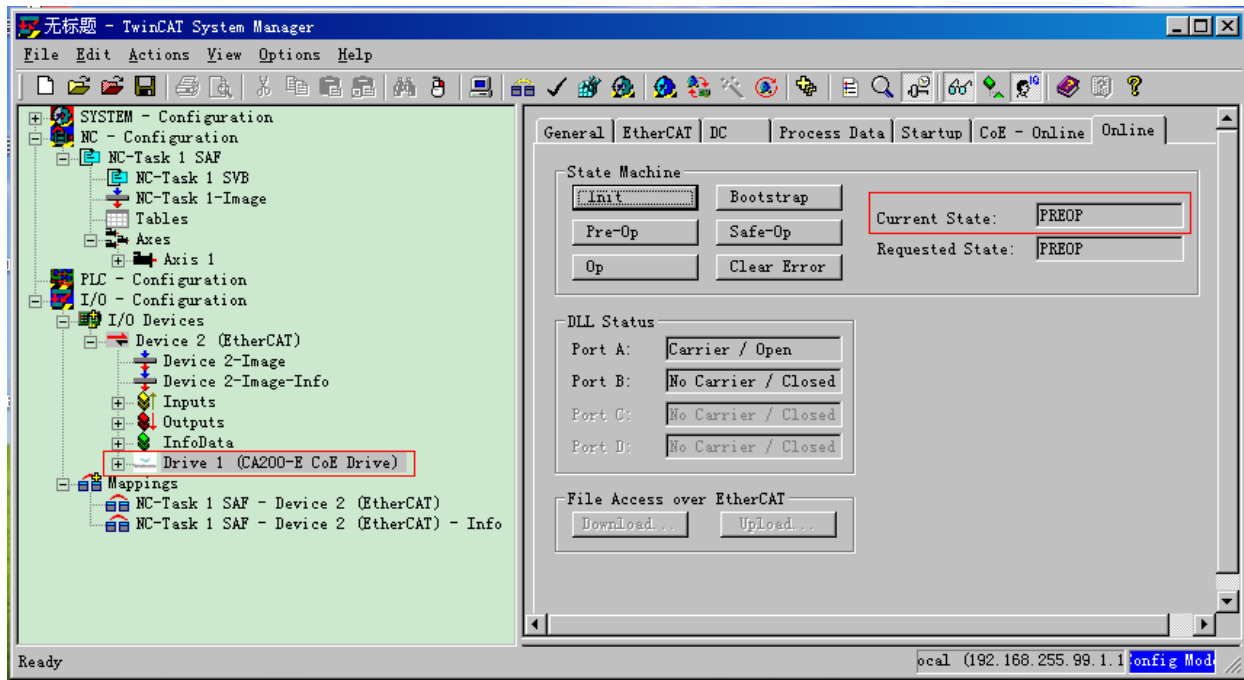 无标题 - TwinCAT System Manager
File Edit Actions View Options Help
SYSTEM - Configuration
NC - Configuration
NC-Task 1 SAF
NC-Task 1 SVB
NC-Task 1-Image
Tables
Axes
Axis 1
PLC - Configuration
I/O - Configuration
I/O Devices
Device 2 (EtherCAT)
Device 2-Image
Device 2-Image-Info
Inputs
Outputs
InfoData
Drive 1 (CA200-E CoE Drive)
Mappings
NC-Task 1 SAF - Device 2 (EtherCAT)
NC-Task 1 SAF - Device 2 (EtherCAT) - Info
General EtherCAT DC Process Data Startup CoE - Online Online
State Machine
Init Bootstrap
Pre-Op Safe-Op
Op Clear Error
Current State: PREOP
Requested State: PREOP
DLL Status
Port A: Carrier / Open
Port B: No Carrier / Closed
Port C: No Carrier / Closed
Port D: No Carrier / Closed
File Access over EtherCAT
Download... Upload...
Ready ocal (192.168.255.99.1.1 onfig Mod